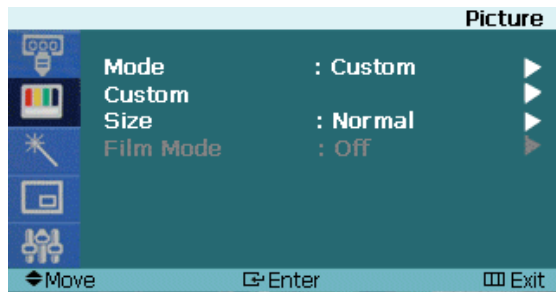 Picture
Mode : Custom
Custom
Size : Normal
Film Mode : Off
Move Enter Exit